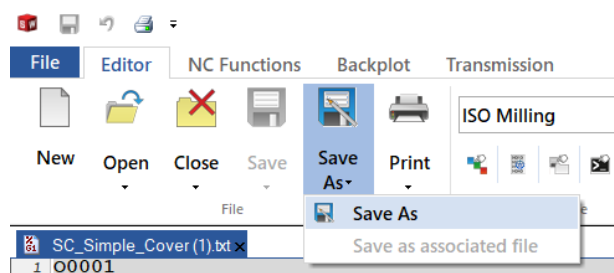 File Editor NC Functions Backplot Transmission
New Open Close Save Save As Print ISO Milling
File
Save As
Save as associated file
SC_Simple_Cover (1).txt
1 O0001